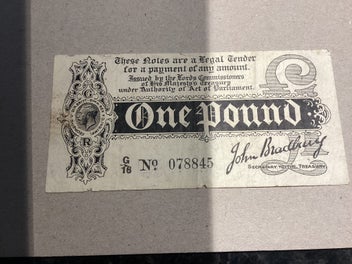 These Notes are a Legal Tender
for a payment of any amount.
Issued by the Lords Commissioners
of His Majesty's Treasury
under Authority of Act of Parliament.
One Pound
R
G/16 No 078845 John Bradbury
Secretary to the Treasury.